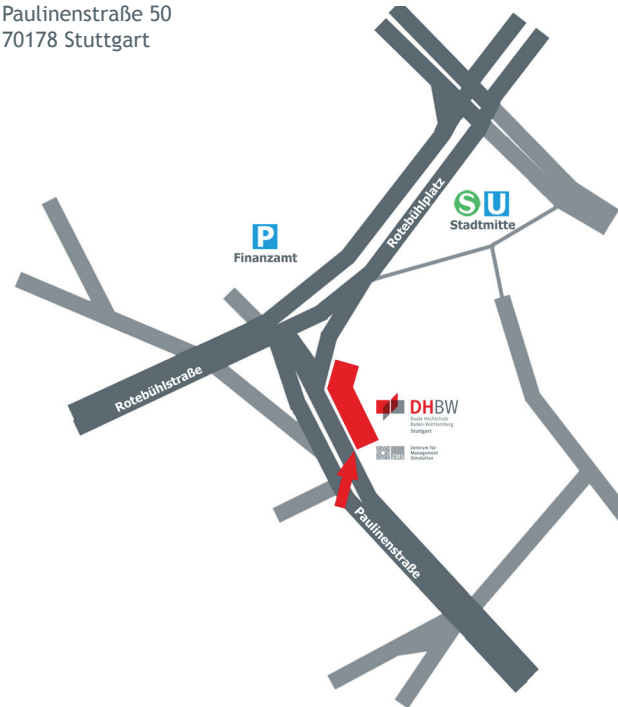 Paulinenstraße 50
70178 Stuttgart
Rotebühlplatz
S U
Stadtmitte
P
Finanzamt
Rotebühlstraße
DHBW
Duale Hochschule
Baden-Württemberg
Stuttgart
ZMS
Zentrum für
Management
Simulation
Paulinenstraße